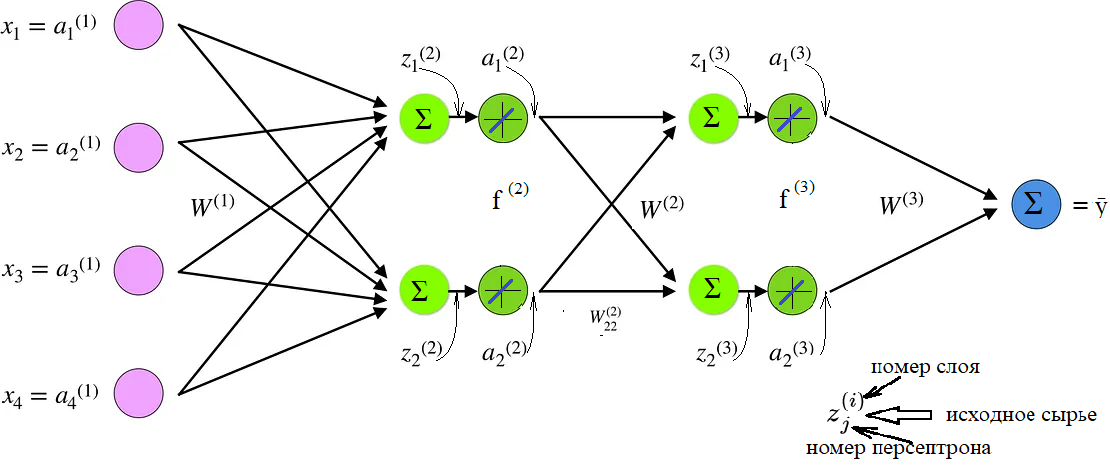 x₁ = a₁⁽¹⁾
z₁⁽²⁾ a₁⁽²⁾ z₁⁽³⁾ a₁⁽³⁾
Σ Σ
x₂ = a₂⁽¹⁾
W⁽¹⁾ f⁽²⁾ W⁽²⁾ f⁽³⁾ W⁽³⁾ Σ = ȳ
x₃ = a₃⁽¹⁾
Σ Σ
W₂₂⁽²⁾
z₂⁽²⁾ a₂⁽²⁾ z₂⁽³⁾ a₂⁽³⁾
x₄ = a₄⁽¹⁾
номер слоя
zⱼ⁽ⁱ⁾ исходное сырье
номер персептрона